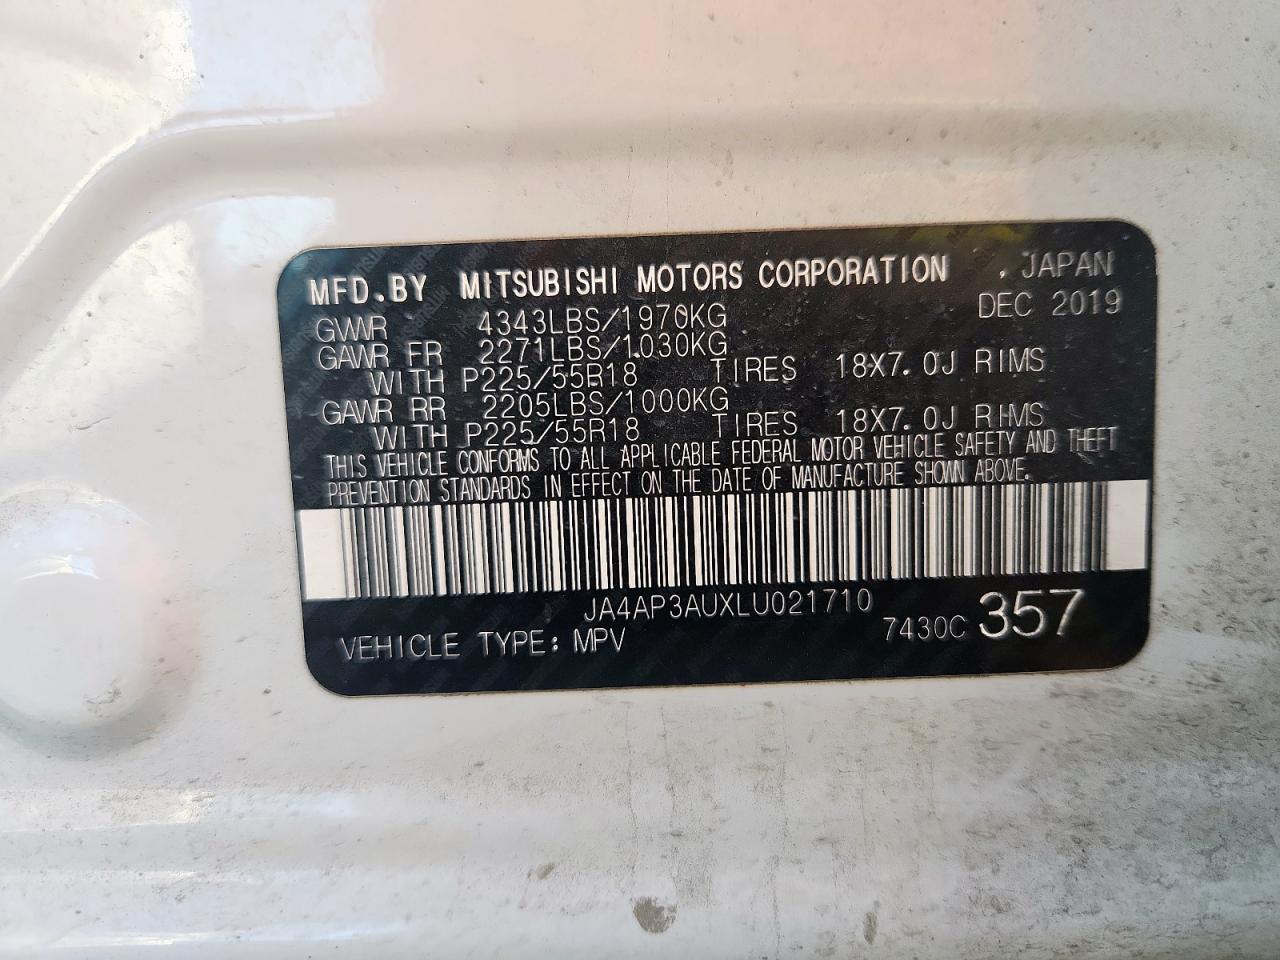 MFD.BY MITSUBISHI MOTORS CORPORATION , JAPAN
DEC 2019
GVWR 4343LBS/1970KG
GAWR FR 2271LBS/1030KG
WITH P225/55R18 TIRES 18X7.0J RIMS
GAWR RR 2205LBS/1000KG
WITH P225/55R18 TIRES 18X7.0J RIMS
THIS VEHICLE CONFORMS TO ALL APPLICABLE FEDERAL MOTOR VEHICLE SAFETY AND THEFT
PREVENTION STANDARDS IN EFFECT ON THE DATE OF MANUFACTURE SHOWN ABOVE.
JA4AP3AUXLU021710
VEHICLE TYPE: MPV 7430C 357